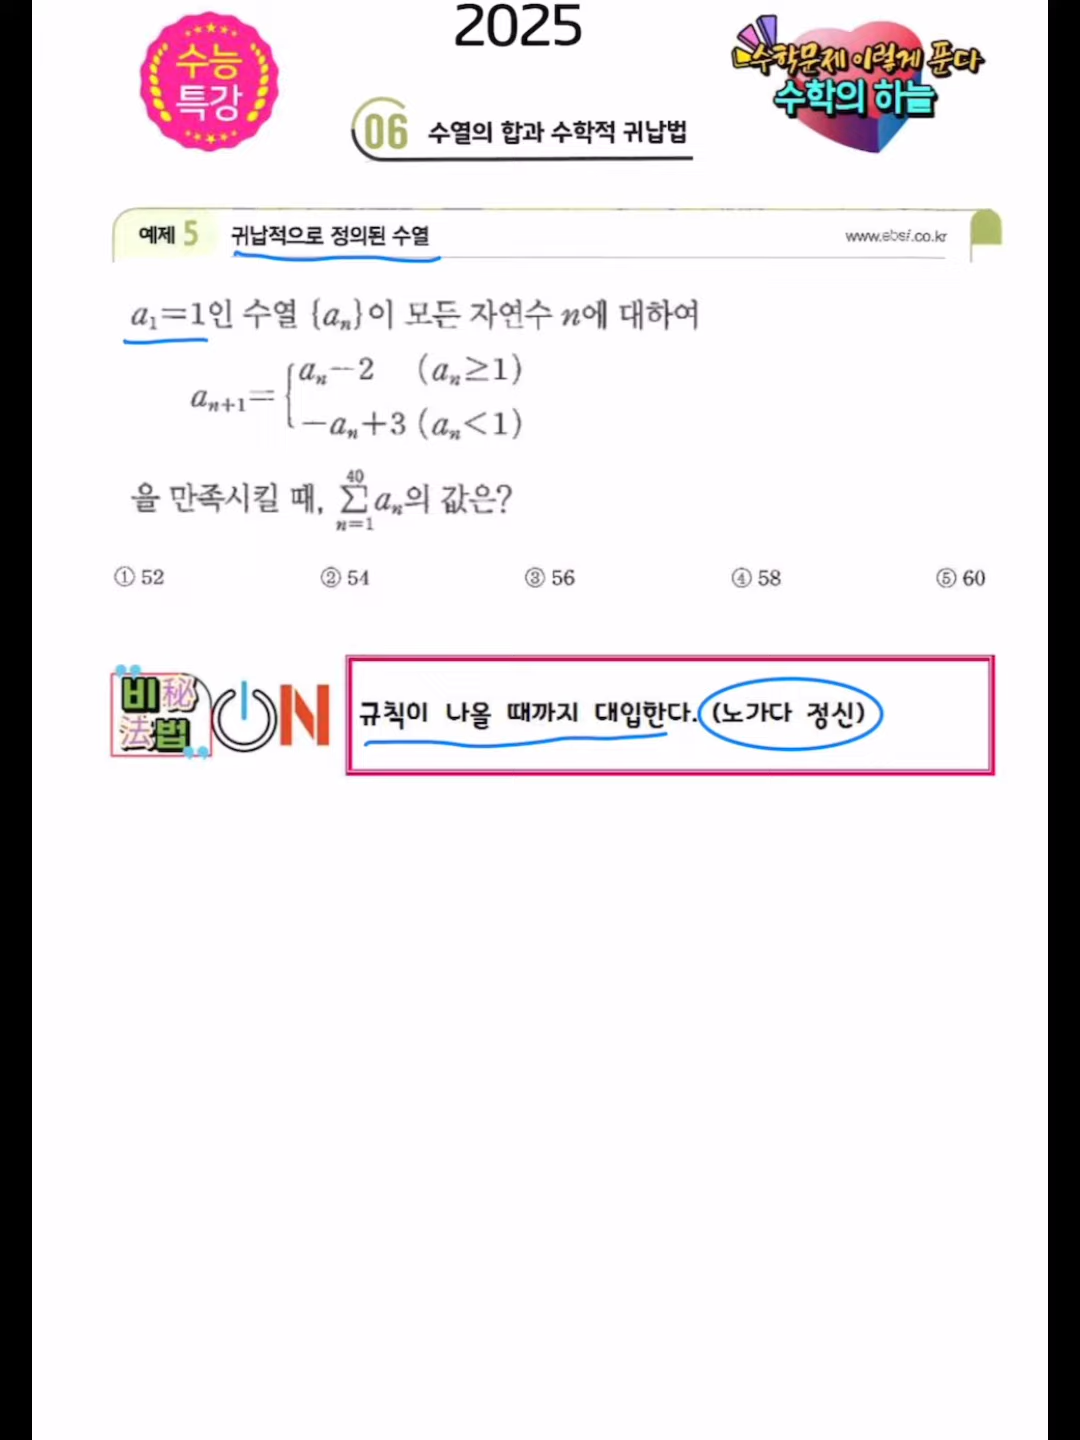 2025
수능
특강
수학문제 이렇게 푼다
수학의 하늘
06 수열의 합과 수학적 귀납법
예제 5 귀납적으로 정의된 수열 www.ebsi.co.kr
a₁=1인 수열 {aₙ}이 모든 자연수 n에 대하여
aₙ₊₁= { aₙ-2 (aₙ≥1)
-aₙ+3 (aₙ<1)
을 만족시킬 때, ∑ₙ₌₁⁴⁰ aₙ의 값은?
① 52 ② 54 ③ 56 ④ 58 ⑤ 60
비秘
法법
ON
규칙이 나올 때까지 대입한다. (노가다 정신)